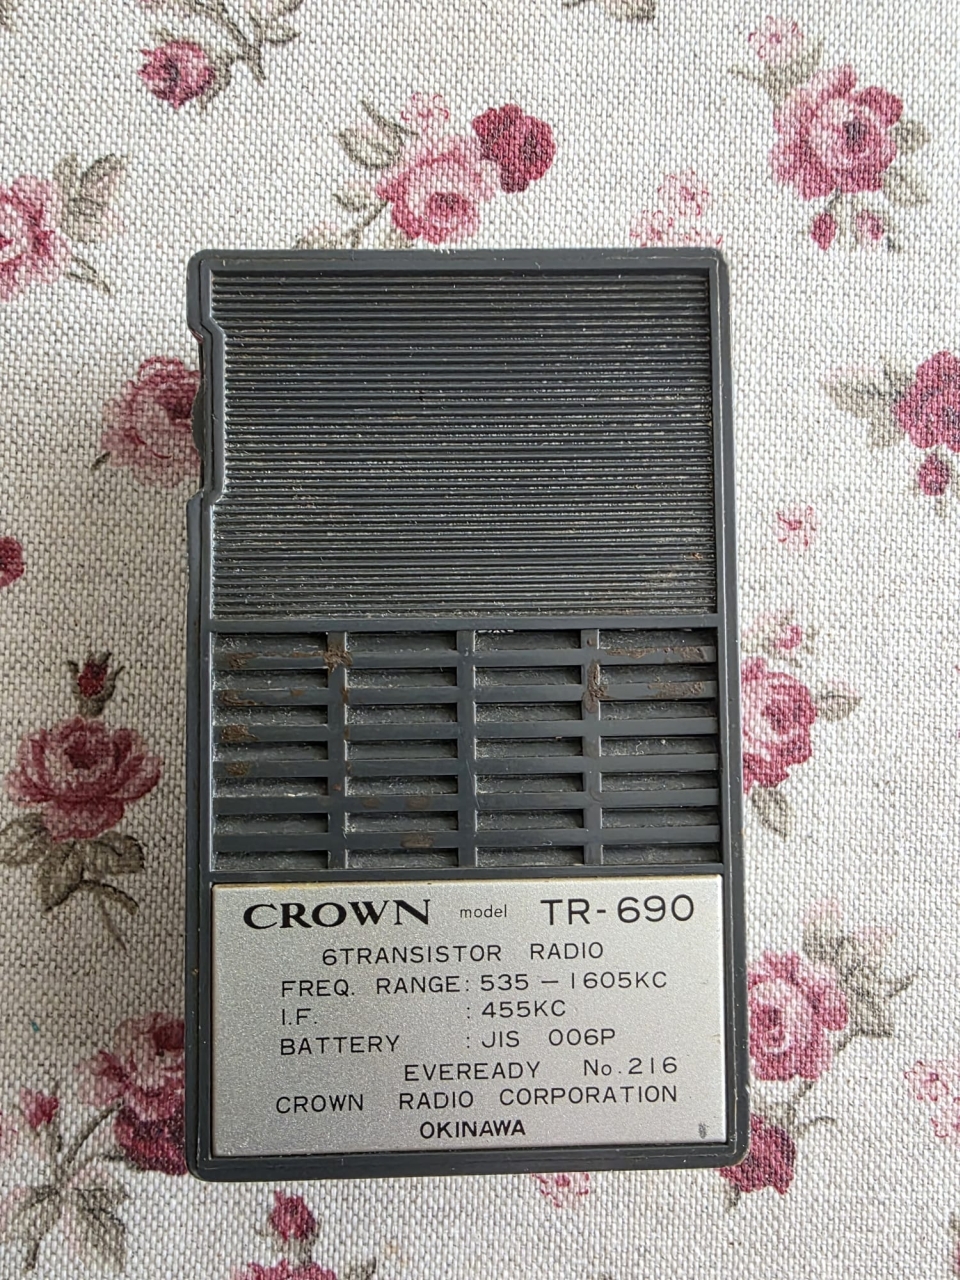 CROWN model TR-690
6TRANSISTOR RADIO
FREQ. RANGE: 535 – 1605KC
I.F. : 455KC
BATTERY : JIS 006P
EVEREADY No.216
CROWN RADIO CORPORATION
OKINAWA